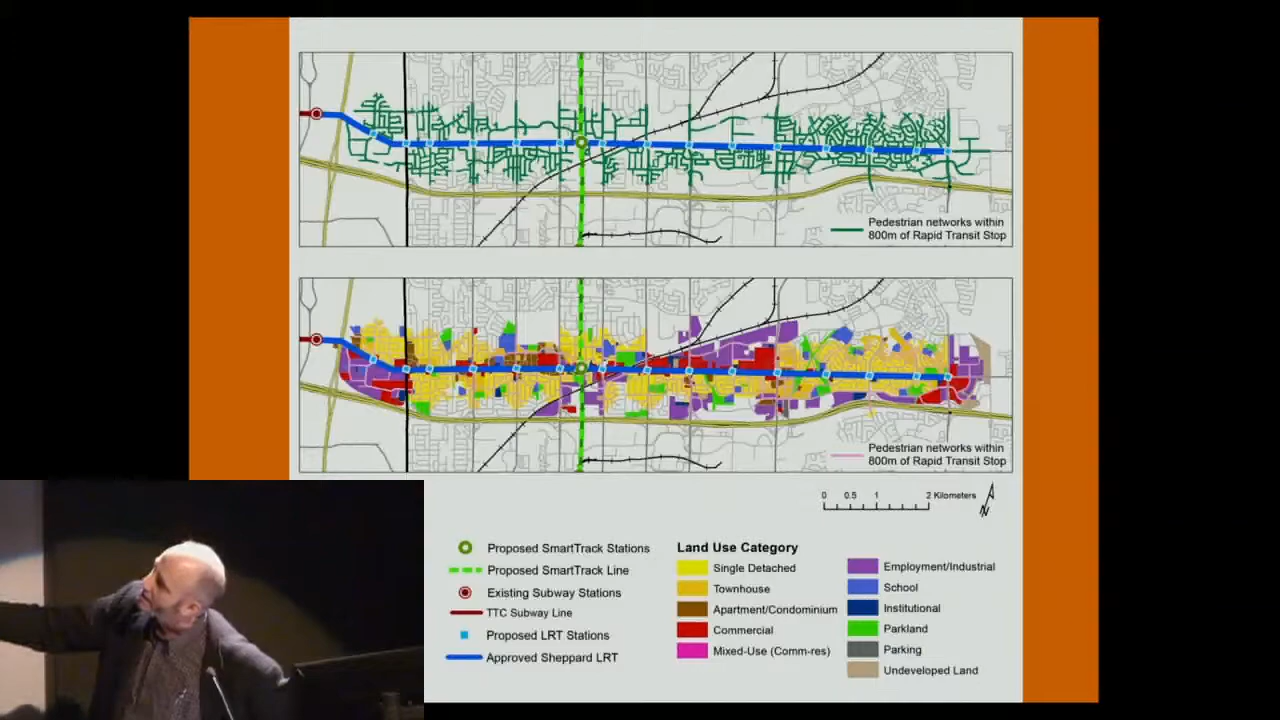 Pedestrian networks within
800m of Rapid Transit Stop
Pedestrian networks within
800m of Rapid Transit Stop
0 0.5 1 2 Kilometers
N
Proposed SmartTrack Stations
Proposed SmartTrack Line
Existing Subway Stations
TTC Subway Line
Proposed LRT Stations
Approved Sheppard LRT
Land Use Category
Single Detached
Townhouse
Apartment/Condominium
Commercial
Mixed-Use (Comm-res)
Employment/Industrial
School
Institutional
Parkland
Parking
Undeveloped Land